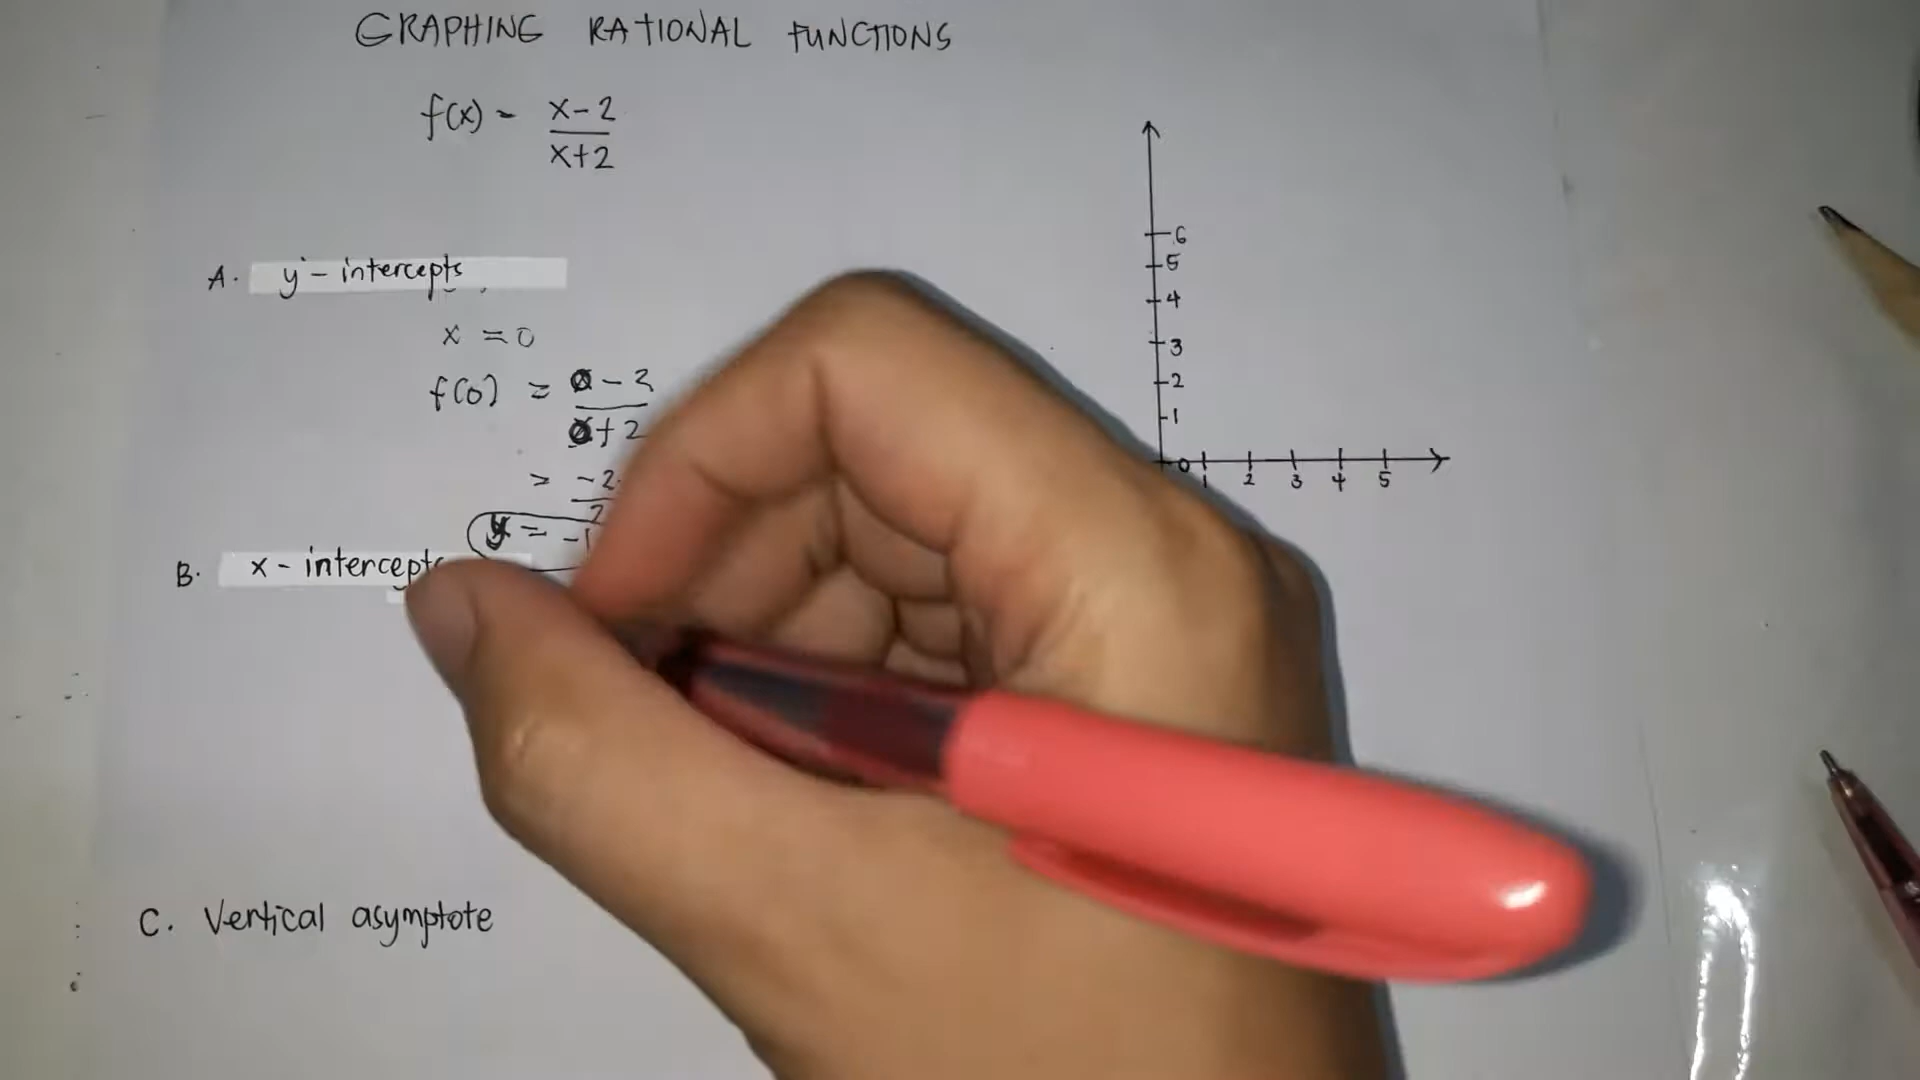 GRAPHING RATIONAL FUNCTIONS
f(x) = x-2
x+2
A. y - intercepts
x = 0
f(0) = 0 - 2
0 + 2
= -2
2
y = -1
B. x - intercepts
C. Vertical asymptote
6
5
4
3
2
1
0 1 2 3 4 5